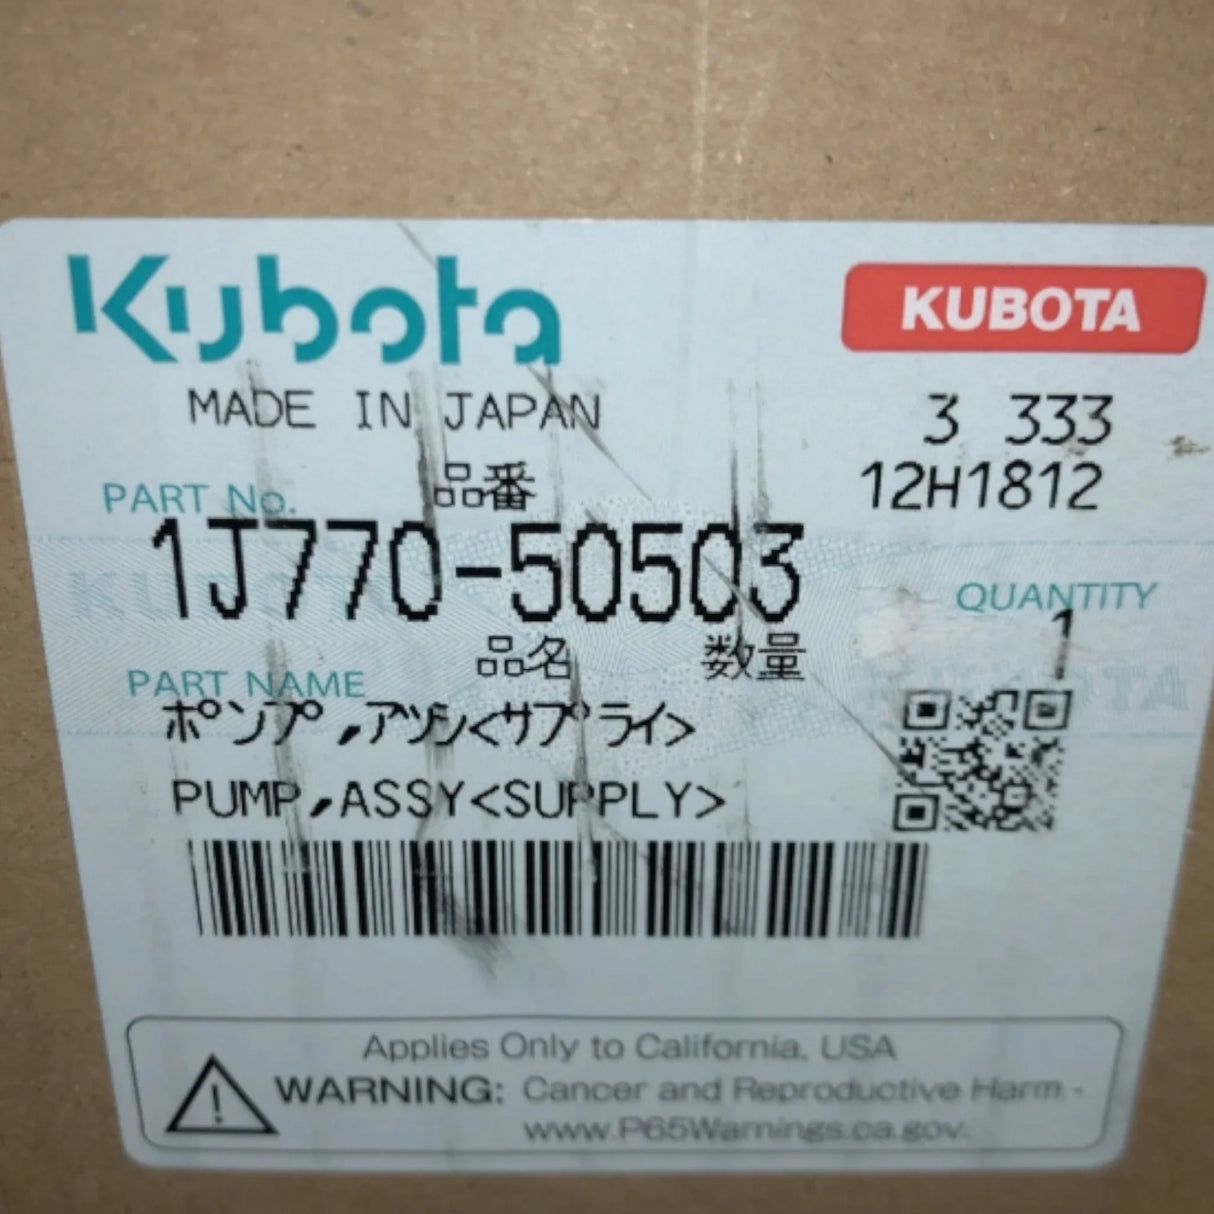 Kubota
KUBOTA
MADE IN JAPAN
3 333
品番
12H1812
PART No.
1J770-50503
QUANTITY
1
品名 数量
PART NAME
ポンプ,アツシ<サプライ>
PUMP,ASSY<SUPPLY>
Applies Only to California, USA
WARNING: Cancer and Reproductive Harm -
www.P65Warnings.ca.gov.